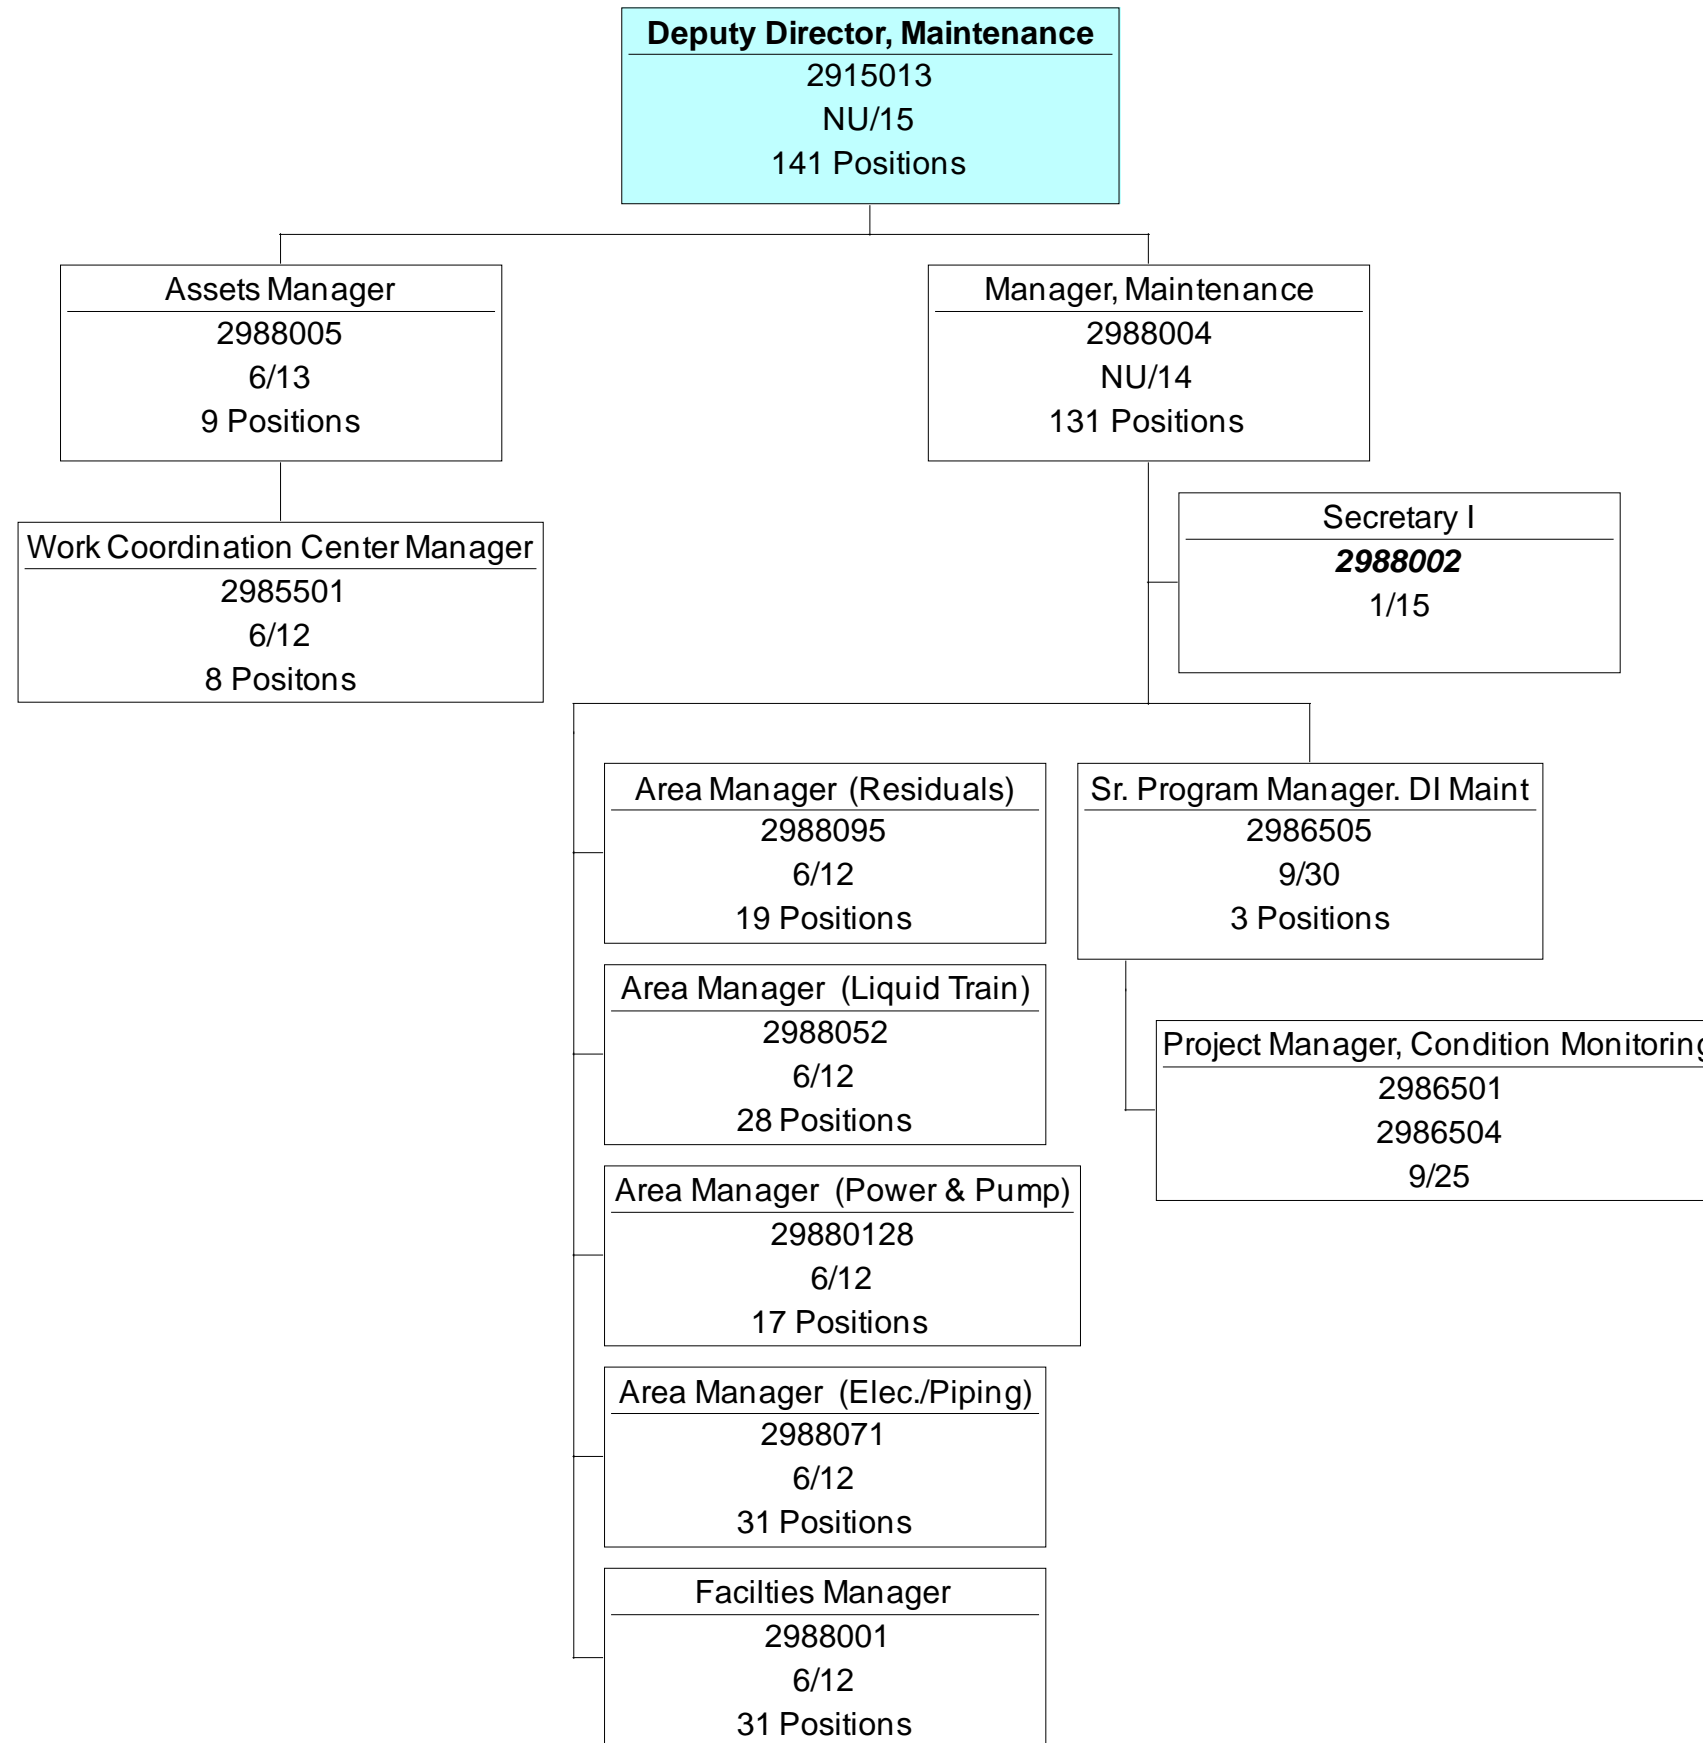 Deputy Director, Maintenance
2915013
NU/15
141 Positions
Assets Manager
2988005
6/13
9 Positions
Manager, Maintenance
2988004
NU/14
131 Positions
Work Coordination Center Manager
2985501
6/12
8 Positons
Secretary I
2988002
1/15
Area Manager (Residuals)
2988095
6/12
19 Positions
Sr. Program Manager. DI Maint
2986505
9/30
3 Positions
Area Manager (Liquid Train)
2988052
6/12
28 Positions
Project Manager, Condition Monitoring
2986501
2986504
9/25
Area Manager (Power & Pump)
29880128
6/12
17 Positions
Area Manager (Elec./Piping)
2988071
6/12
31 Positions
Facilties Manager
2988001
6/12
31 Positions